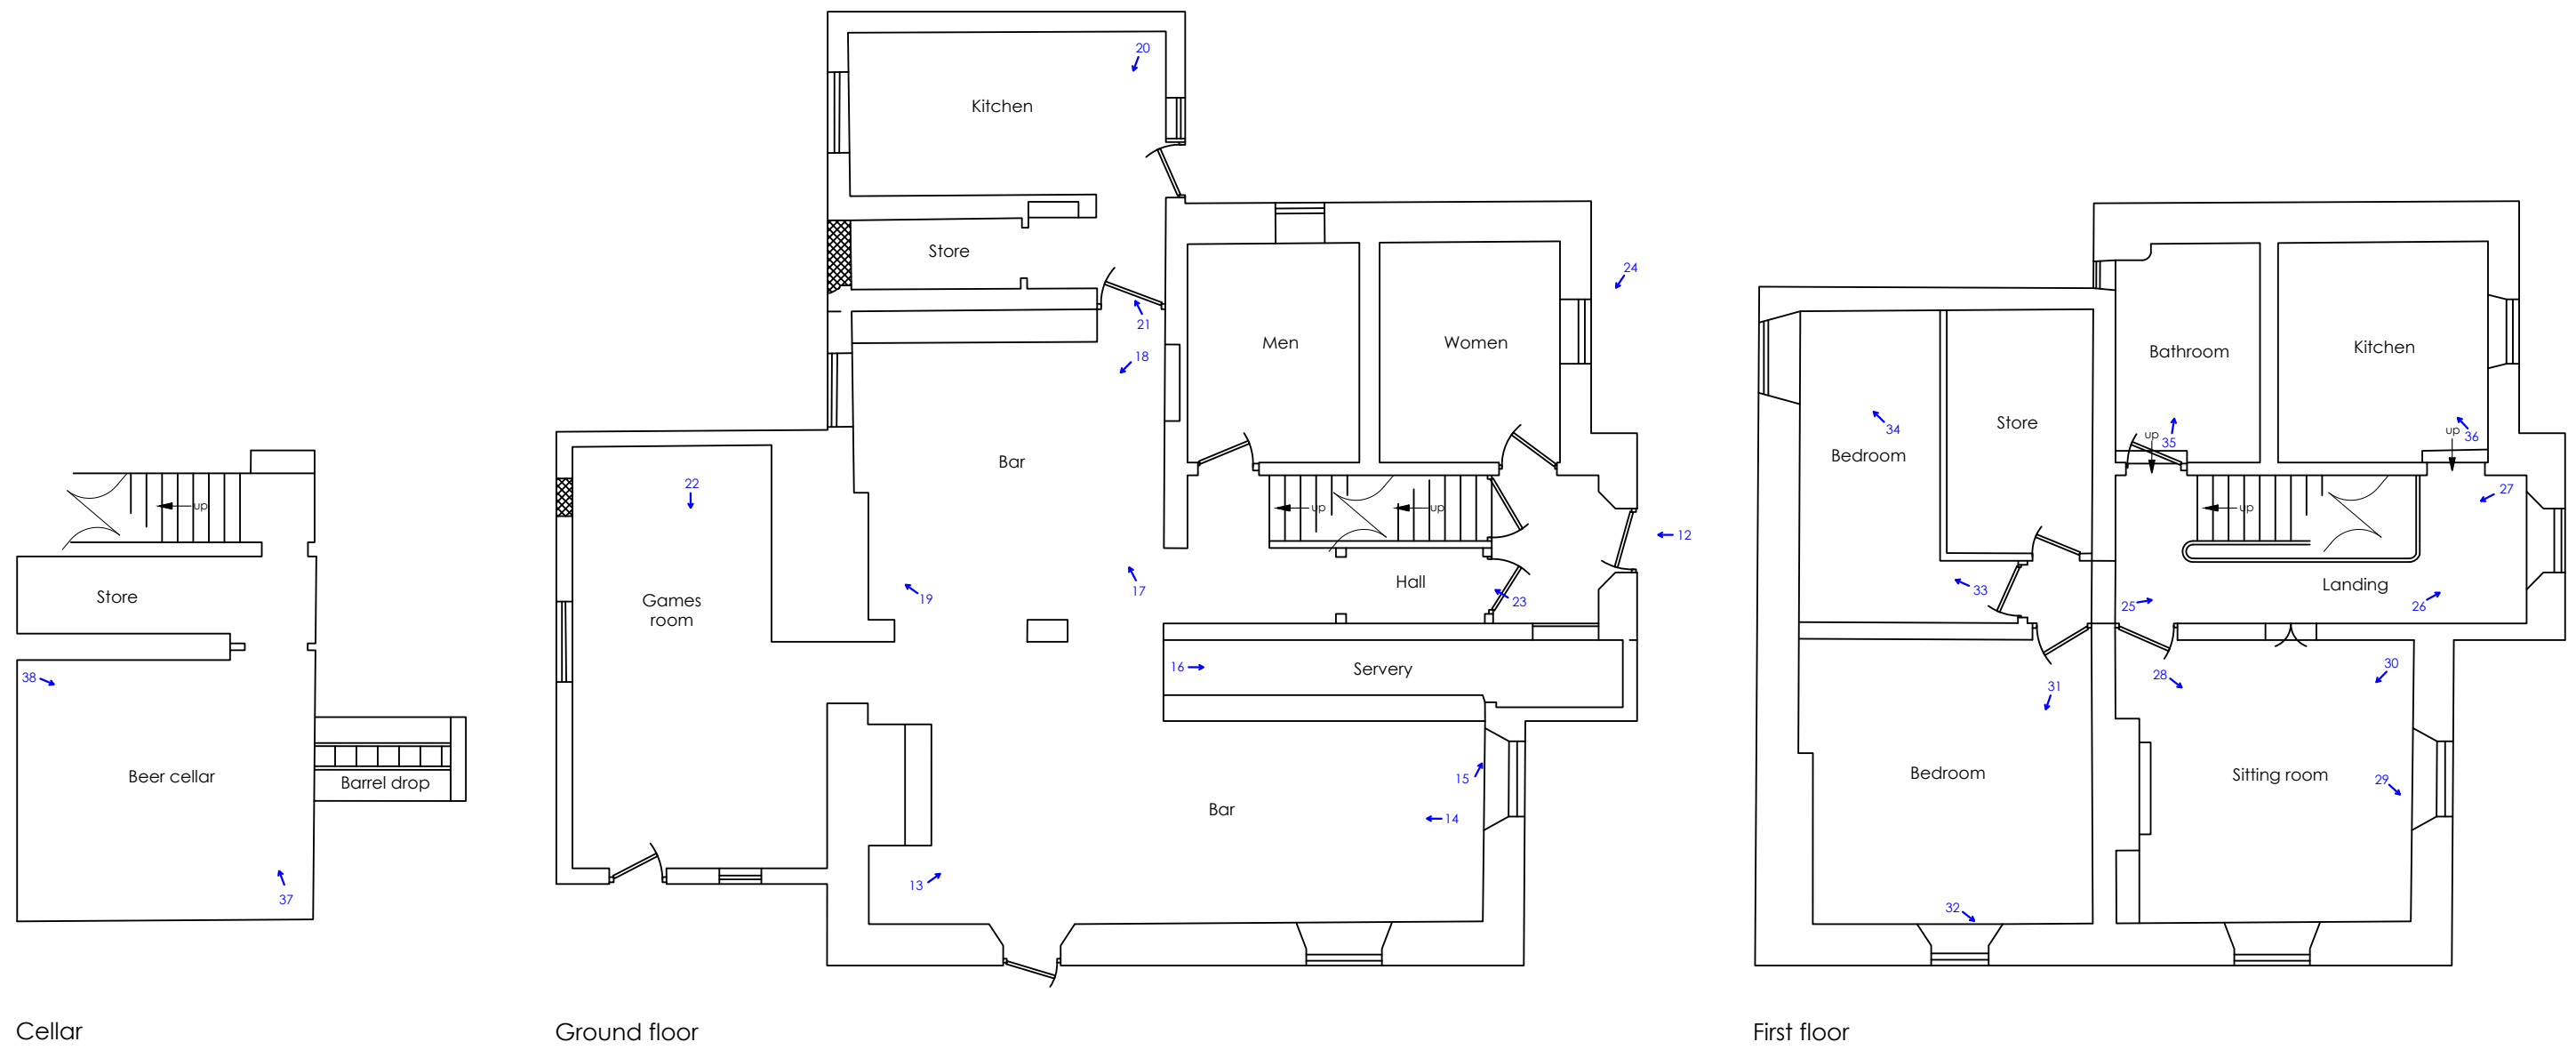 20
Kitchen
Store
24
21
18
Men
Women
Bathroom
Kitchen
34
Store
up
35
up
36
Bedroom
Bar
22
27
up
up
up
up
12
Hall
Landing
33
Store
Games
room
19
17
23
25
26
16
Servery
38
28
30
31
Beer cellar
Barrel drop
15
Bedroom
Sitting room
29
Bar
14
13
37
32
Cellar
Ground floor
First floor